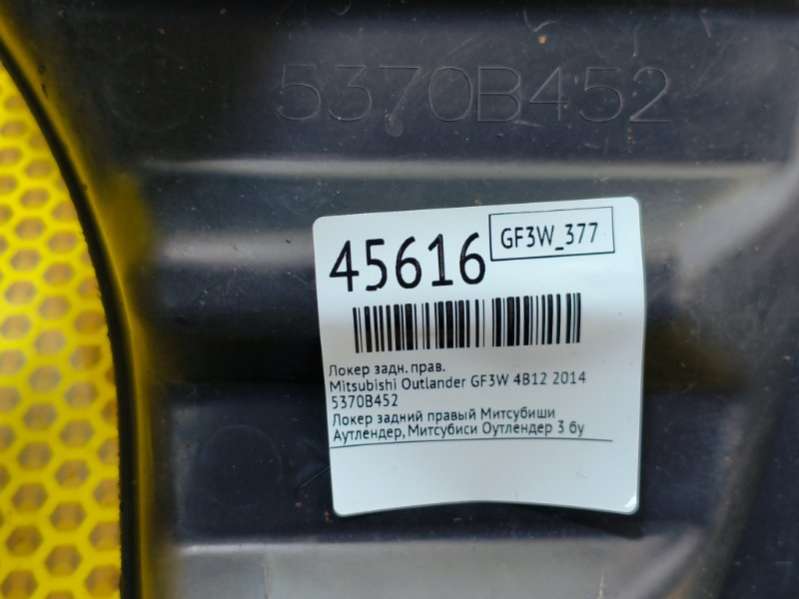 5370B452
45616
GF3W_377
Локер задн. прав.
Mitsubishi Outlander GF3W 4B12 2014
5370B452
Локер задний правый Митсубиши
Аутлендер, Митсубиси Оутлендер 3 бу